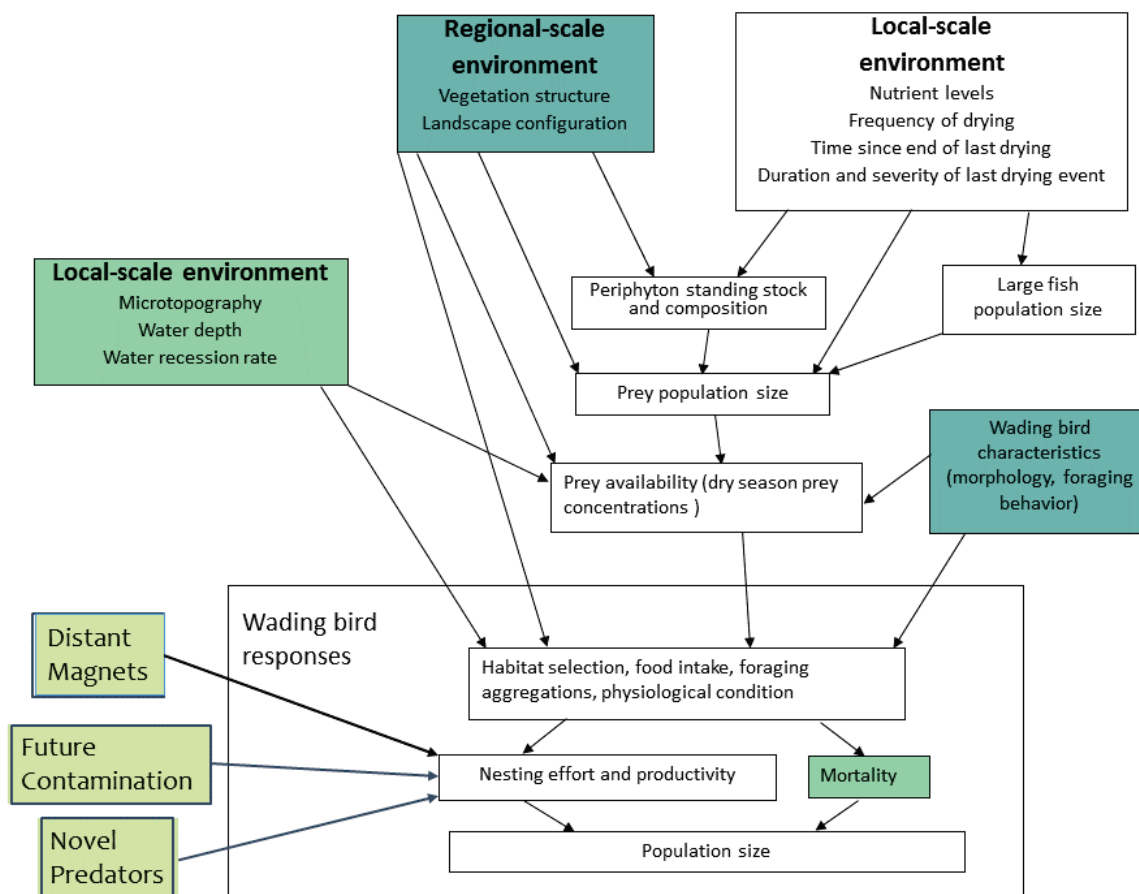 Regional-scale
environment
Vegetation structure
Landscape configuration
Local-scale
environment
Nutrient levels
Frequency of drying
Time since end of last drying
Duration and severity of last drying event
Local-scale environment
Microtopography
Water depth
Water recession rate
Periphyton standing stock
and composition
Large fish
population size
Prey population size
Wading bird
characteristics
(morphology, foraging
behavior)
Prey availability (dry season prey
concentrations )
Wading bird
responses
Distant
Magnets
Habitat selection, food intake, foraging
aggregations, physiological condition
Future
Contamination
Nesting effort and productivity
Mortality
Novel
Predators
Population size